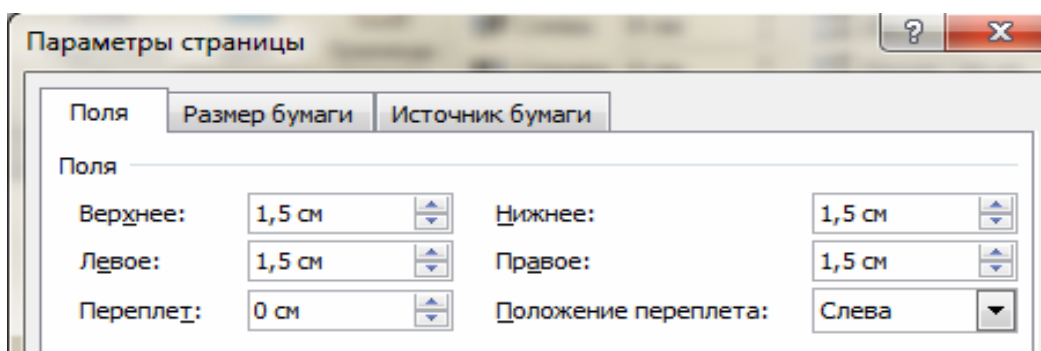 Параметры страницы
Поля Размер бумаги Источник бумаги
Поля
Верхнее: 1,5 см Нижнее: 1,5 см
Левое: 1,5 см Правое: 1,5 см
Переплет: 0 см Положение переплета: Слева